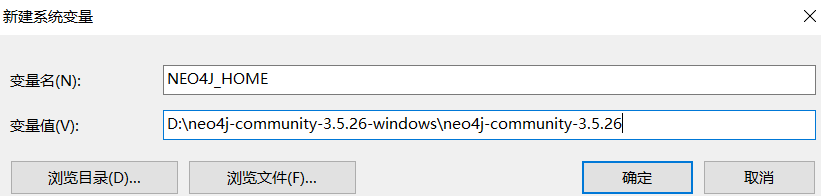 新建系统变量
变量名(N):
NEO4J_HOME
变量值(V):
D:\neo4j-community-3.5.26-windows\neo4j-community-3.5.26
浏览目录(D)...
浏览文件(F)...
确定
取消